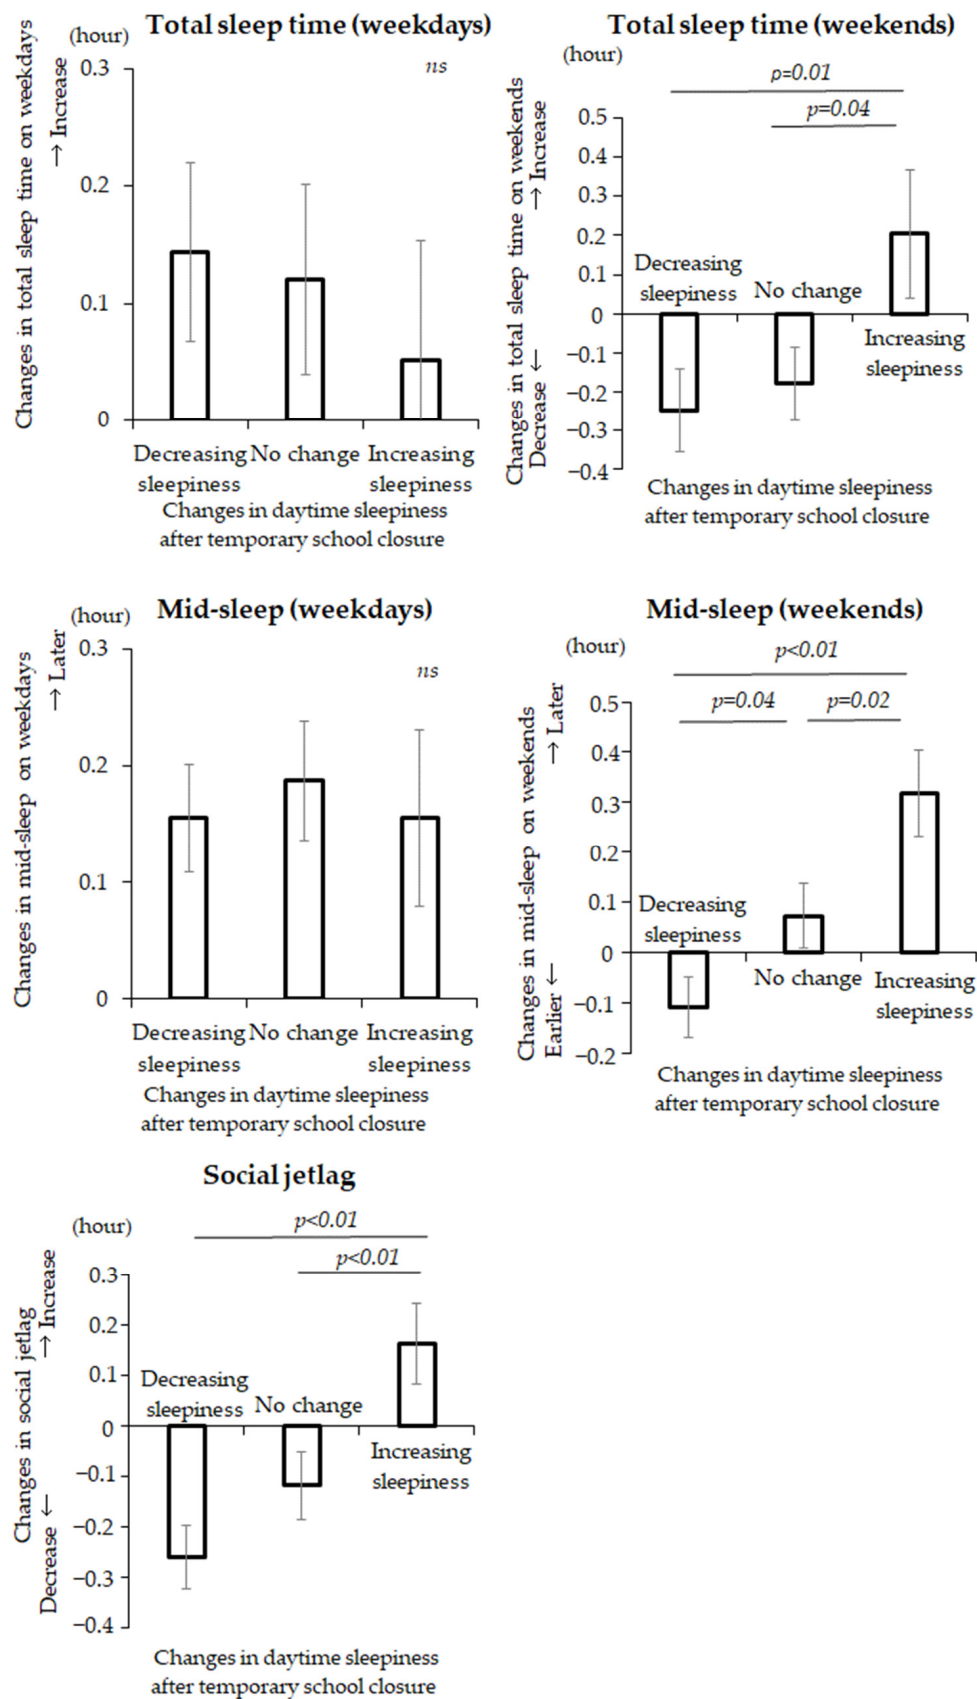 Total sleep time (weekdays)
(hour)
Changes in total sleep time on weekdays
→ Increase
0.3
0.2
0.1
0
ns
Decreasing sleepiness
No change
Increasing sleepiness
Changes in daytime sleepiness
after temporary school closure
Total sleep time (weekends)
(hour)
Changes in total sleep time on weekends
Decrease ←
→ Increase
p=0.01
p=0.04
0.5
0.4
0.3
0.2
0.1
0
−0.1
−0.2
−0.3
−0.4
Decreasing
sleepiness
No change
Increasing
sleepiness
Changes in daytime sleepiness
after temporary school closure
Mid-sleep (weekdays)
(hour)
Changes in mid-sleep on weekdays
→ Later
0.3
0.2
0.1
0
ns
Decreasing sleepiness
No change
Increasing sleepiness
Changes in daytime sleepiness
after temporary school closure
Mid-sleep (weekends)
(hour)
Changes in mid-sleep on weekends
Earlier ←
→ Later
p<0.01
p=0.04
p=0.02
0.5
0.4
0.3
0.2
0.1
0
−0.1
−0.2
Decreasing
sleepiness
No change
Increasing
sleepiness
Changes in daytime sleepiness
after temporary school closure
Social jetlag
(hour)
Changes in social jetlag
Decrease ←
→ Increase
p<0.01
p<0.01
0.3
0.2
0.1
0
−0.1
−0.2
−0.3
−0.4
Decreasing
sleepiness
No change
Increasing
sleepiness
Changes in daytime sleepiness
after temporary school closure